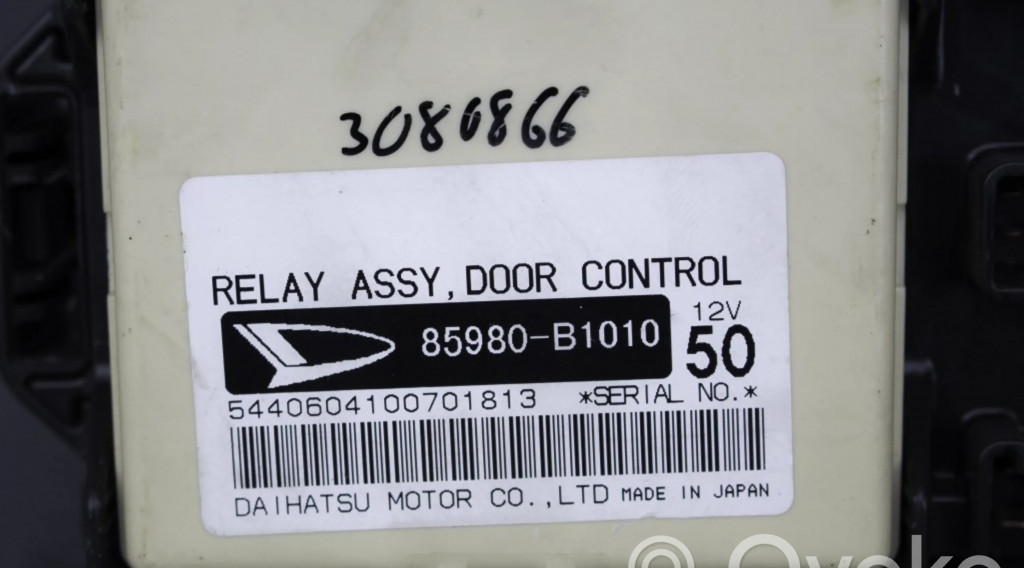 3080866
RELAY ASSY, DOOR CONTROL
85980-B1010
12V
50
5440604100701813 *SERIAL NO.*
DAIHATSU MOTOR CO.,LTD MADE IN JAPAN